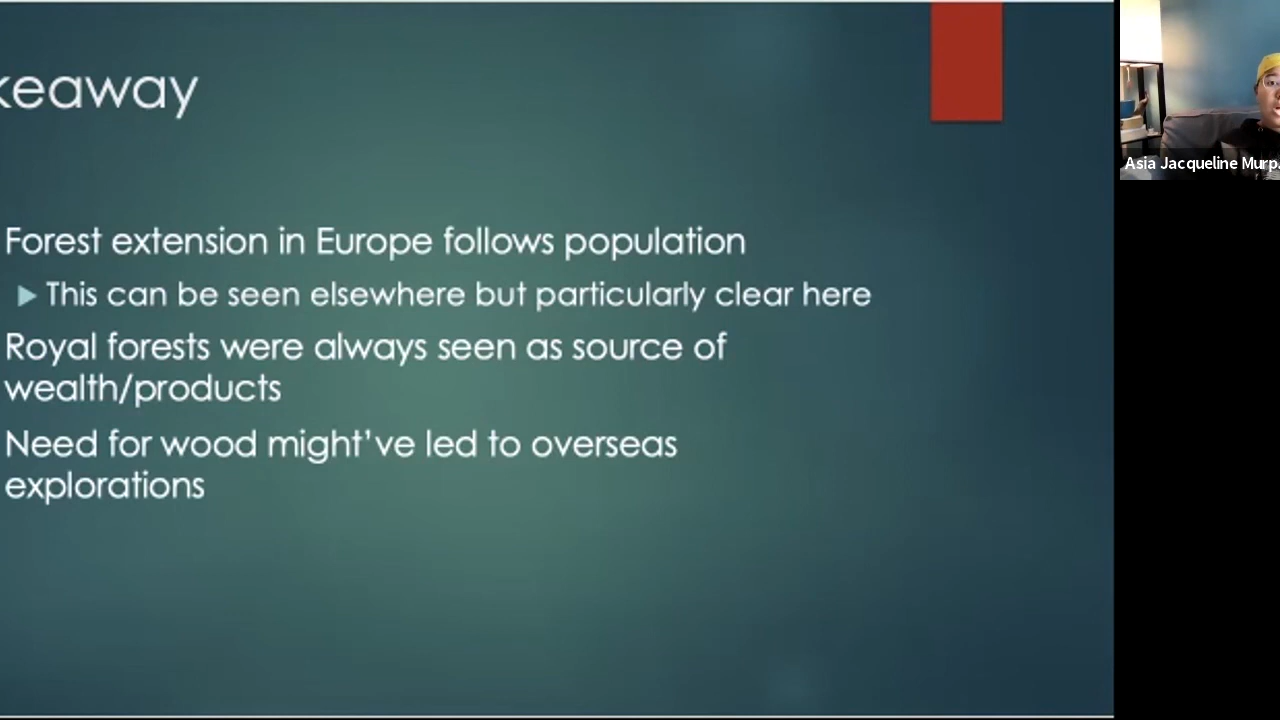 keaway
Forest extension in Europe follows population
This can be seen elsewhere but particularly clear here
Royal forests were always seen as source of
wealth/products
Need for wood might’ve led to overseas
explorations
Asia Jacqueline Murp.